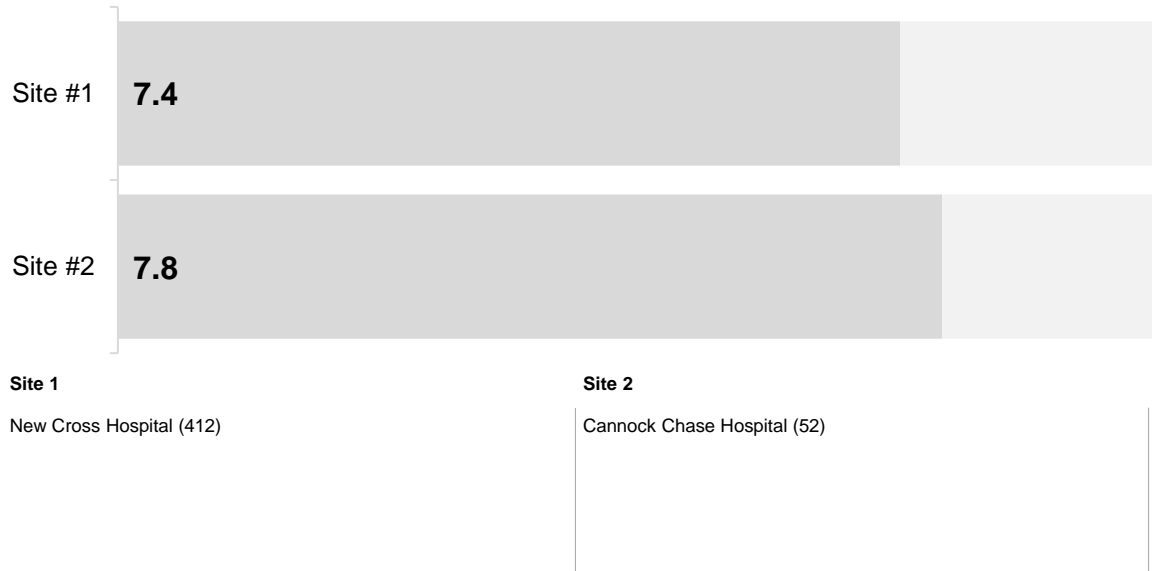 Site #1
7.4
Site #2
7.8
Site 1
Site 2
New Cross Hospital (412)
Cannock Chase Hospital (52)